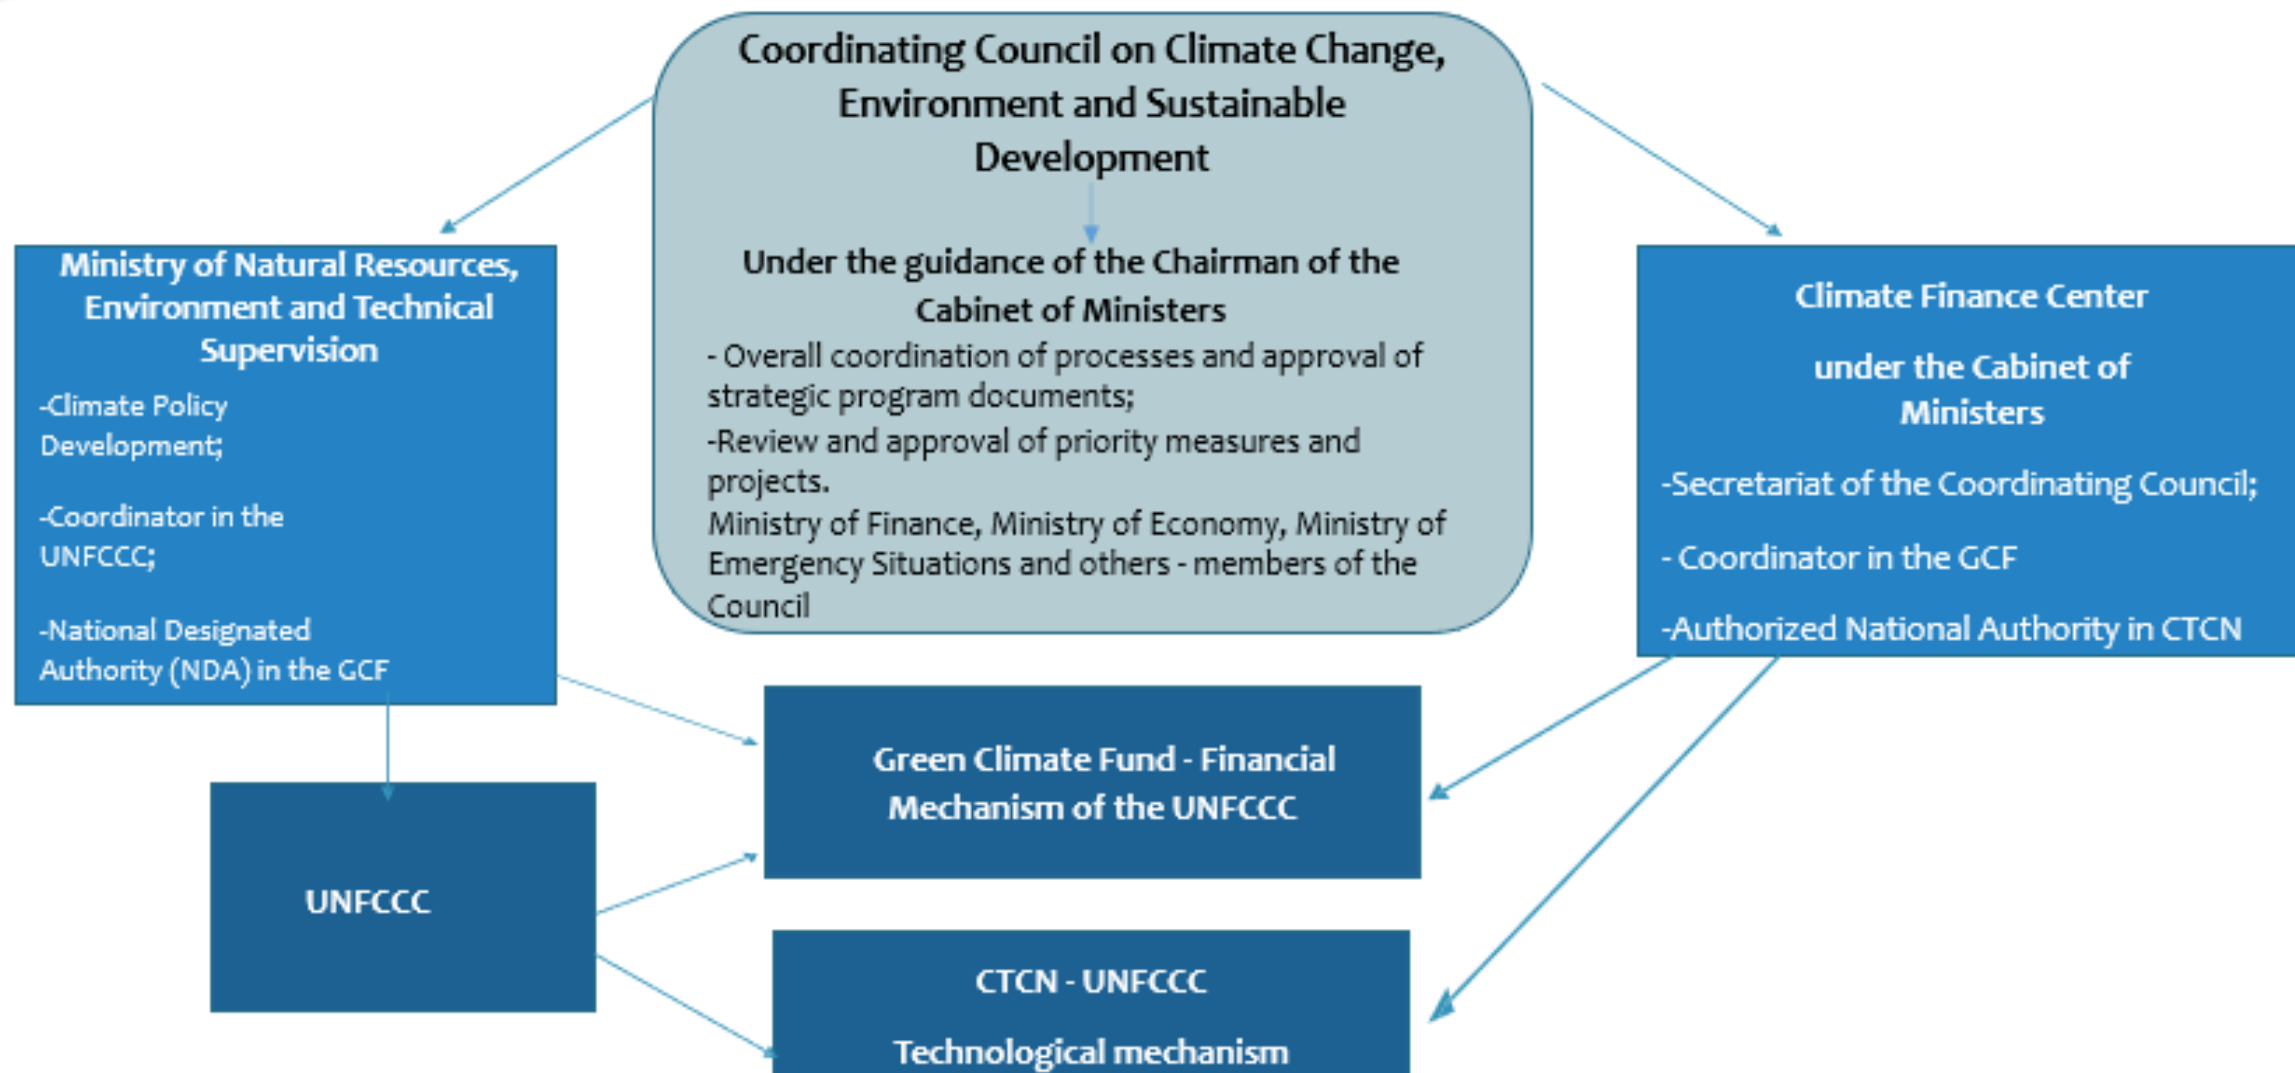 Coordinating Council on Climate Change,
Environment and Sustainable
Development
Under the guidance of the Chairman of the
Cabinet of Ministers
- Overall coordination of processes and approval of
strategic program documents;
-Review and approval of priority measures and
projects.
Ministry of Finance, Ministry of Economy, Ministry of
Emergency Situations and others - members of the
Council
Ministry of Natural Resources,
Environment and Technical
Supervision
-Climate Policy
Development;
-Coordinator in the
UNFCCC;
-National Designated
Authority (NDA) in the GCF
Climate Finance Center
under the Cabinet of
Ministers
-Secretariat of the Coordinating Council;
- Coordinator in the GCF
-Authorized National Authority in CTCN
Green Climate Fund - Financial
Mechanism of the UNFCCC
UNFCCC
CTCN - UNFCCC
Technological mechanism